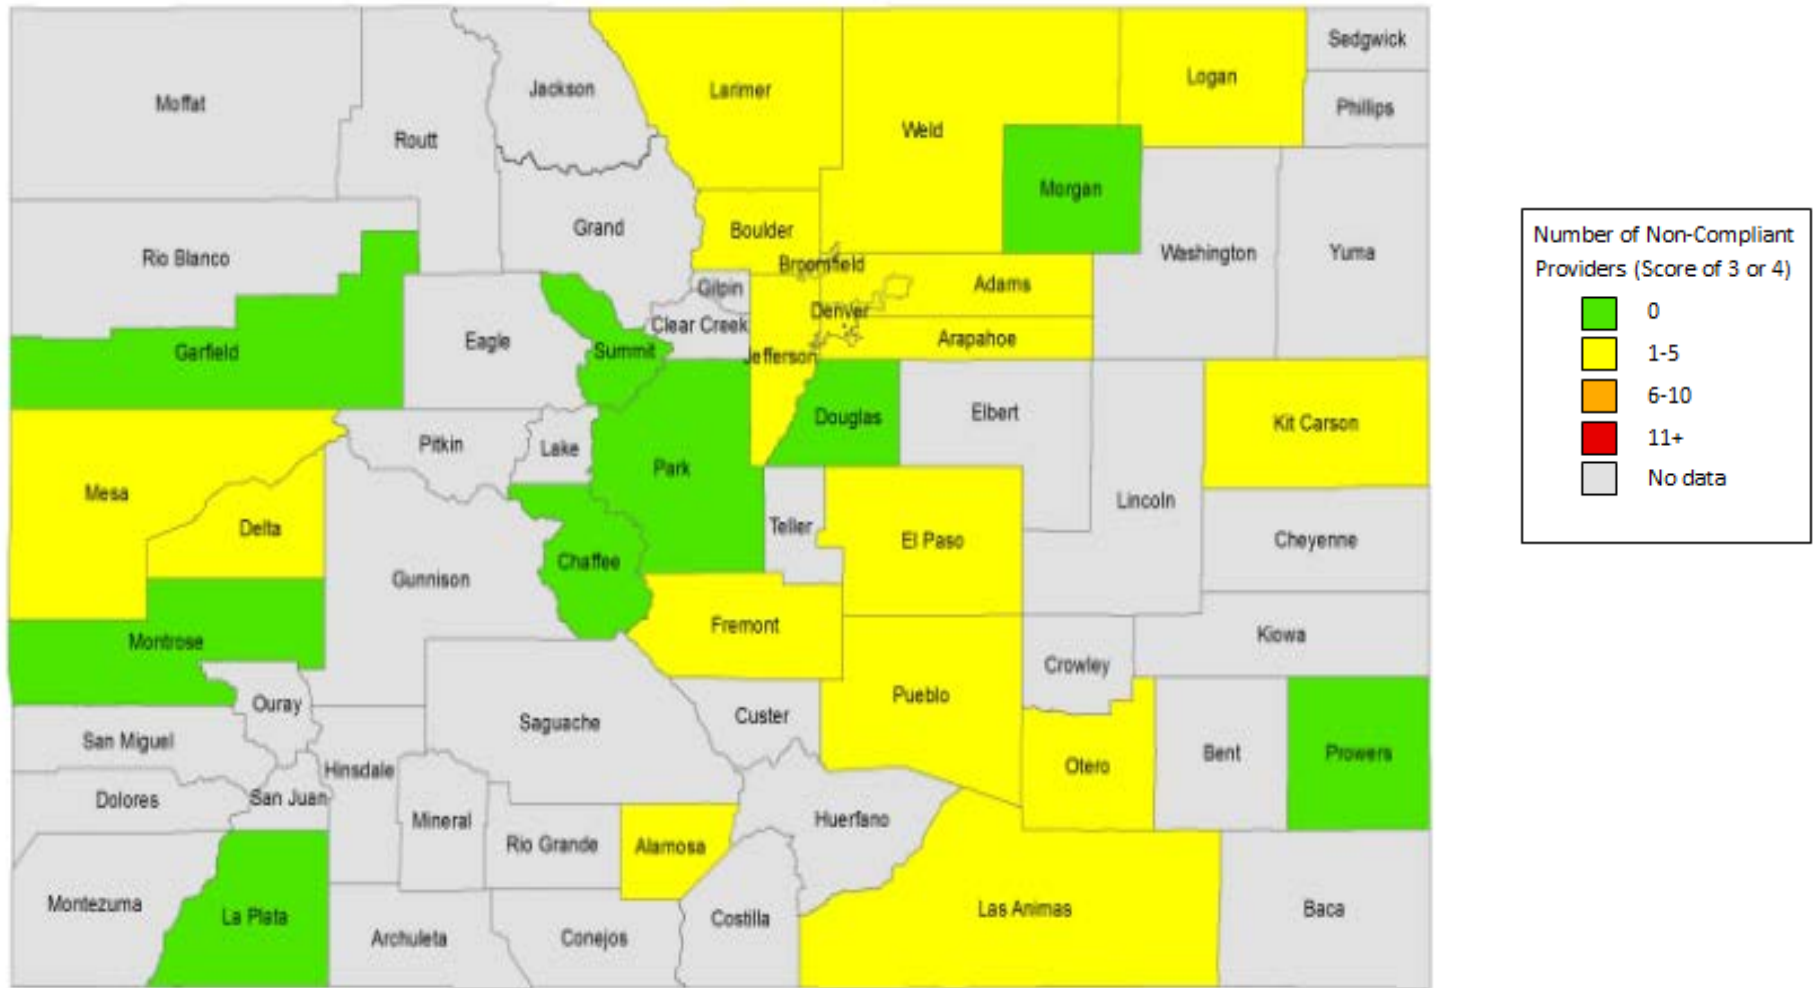 Sedgwick
Logan
Jackson
Larimer
Moffat
Phillips
Weld
Routt
Morgan
Grand
Boulder
Washington
Yuma
Rio Blanco
Broomfield
Gilpin
Adams
Denver
Clear Creek
Eagle
Arapahoe
Garfield
Summit
Jefferson
Elbert
Douglas
Kit Carson
Pitkin
Lake
Park
Mesa
Lincoln
Delta
Teller
El Paso
Cheyenne
Chaffee
Gunnison
Fremont
Kiowa
Montrose
Crowley
Pueblo
Ouray
Custer
Saguache
San Miguel
Bent
Prowers
Otero
Hinsdale
Dolores
San Juan
Mineral
Huerfano
Rio Grande
Alamosa
Montezuma
Las Animas
Baca
La Plata
Costilla
Archuleta
Conejos
Number of Non-Compliant
Providers (Score of 3 or 4)
0
1-5
6-10
11+
No data